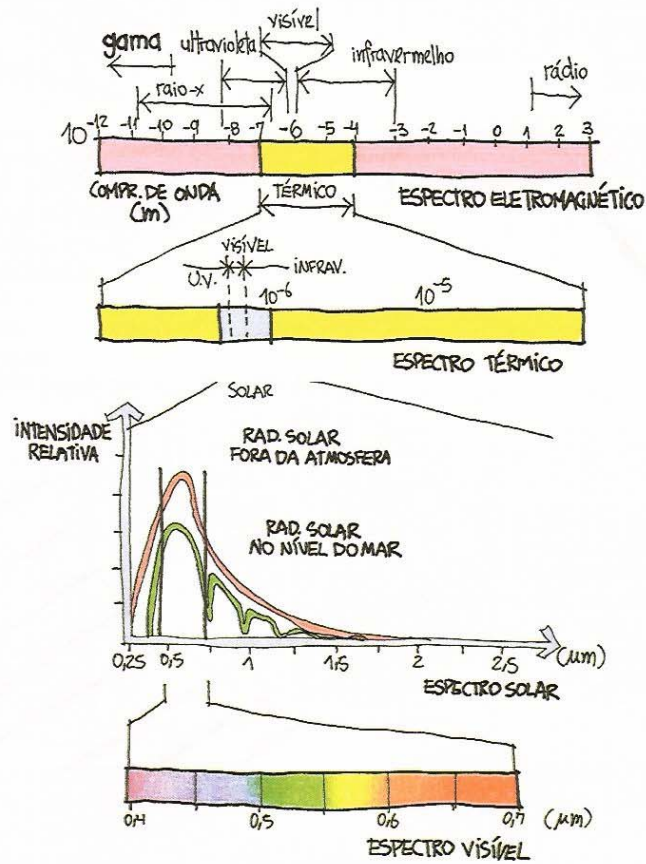 visível
gama
ultravioleta
infravermelho
raio-x
rádio
10⁻¹² -11 -10 -9 -8 -7 -6 -5 -4 -3 -2 -1 0 1 2 3
COMPR. DE ONDA
(m)
TÉRMICO
ESPECTRO ELETROMAGNÉTICO
VISÍVEL
U.V.
INFRAV.
10⁻⁶
10⁻⁵
ESPECTRO TÉRMICO
SOLAR
INTENSIDADE
RELATIVA
RAD. SOLAR
FORA DA ATMOSFERA
RAD. SOLAR
NO NÍVEL DO MAR
0,25 0,5 1 1,5 2 2,5 (μm)
ESPECTRO SOLAR
0,4 0,5 0,6 0,7 (μm)
ESPECTRO VISÍVEL